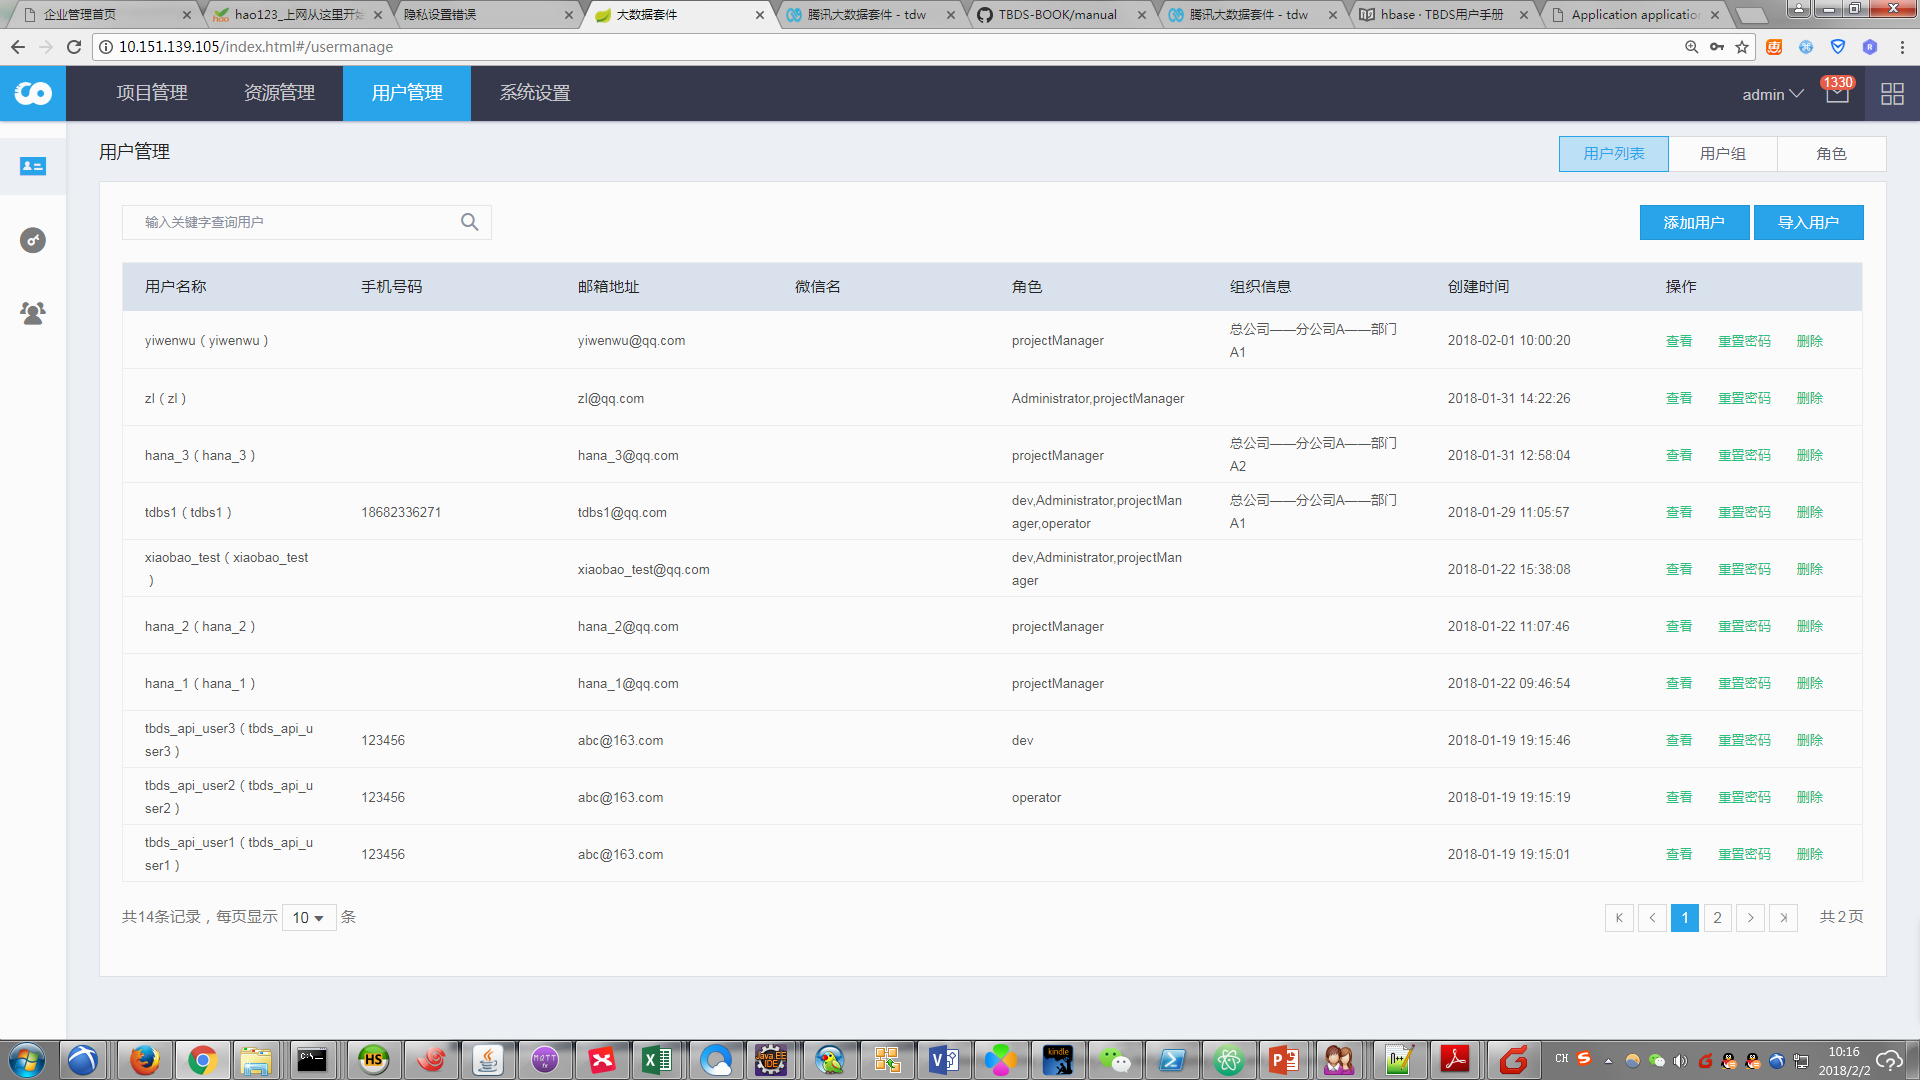 企业管理首页
hao123_上网从这里开始
隐私设置错误
大数据套件
腾讯大数据套件 - tdw
TBDS-BOOK/manual
腾讯大数据套件 - tdw
hbase · TBDS用户手册
Application applicatio
10.151.139.105/index.html#/usermanage
项目管理
资源管理
用户管理
系统设置
admin
1330
用户管理
用户列表
用户组
角色
输入关键字查询用户
添加用户
导入用户
用户名称 手机号码 邮箱地址 微信名 角色 组织信息 创建时间 操作
yiwenwu ( yiwenwu ) yiwenwu@qq.com projectManager 总公司——分公司A——部门 2018-02-01 10:00:20 查看 重置密码 删除
A1
zl ( zl ) zl@qq.com Administrator,projectManager 2018-01-31 14:22:26 查看 重置密码 删除
hana_3 ( hana_3 ) hana_3@qq.com projectManager 总公司——分公司A——部门 2018-01-31 12:58:04 查看 重置密码 删除
A2
tdbs1 ( tdbs1 ) 18682336271 tdbs1@qq.com dev,Administrator,projectMan 总公司——分公司A——部门 2018-01-29 11:05:57 查看 重置密码 删除
ager,operator A1
xiaobao_test ( xiaobao_test xiaobao_test@qq.com dev,Administrator,projectMan 2018-01-22 15:38:08 查看 重置密码 删除
) ager
hana_2 ( hana_2 ) hana_2@qq.com projectManager 2018-01-22 11:07:46 查看 重置密码 删除
hana_1 ( hana_1 ) hana_1@qq.com projectManager 2018-01-22 09:46:54 查看 重置密码 删除
tbds_api_user3 ( tbds_api_u 123456 abc@163.com dev 2018-01-19 19:15:46 查看 重置密码 删除
ser3 )
tbds_api_user2 ( tbds_api_u 123456 abc@163.com operator 2018-01-19 19:15:19 查看 重置密码 删除
ser2 )
tbds_api_user1 ( tbds_api_u 123456 abc@163.com 2018-01-19 19:15:01 查看 重置密码 删除
ser1 )
共14条记录，每页显示 10 条
1 2 共2页
CH
10:16
2018/2/2